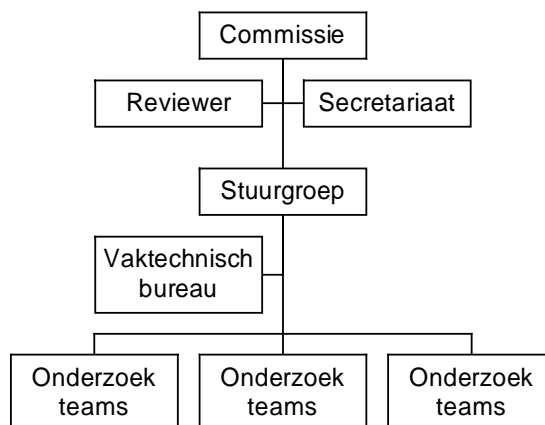 Commissie
Reviewer
Secretariaat
Stuurgroep
Vaktechnisch
bureau
Onderzoek
teams
Onderzoek
teams
Onderzoek
teams